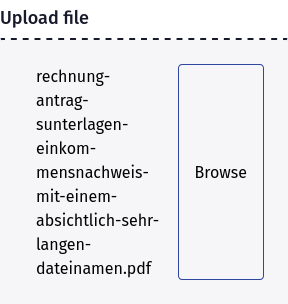 Upload file
rechnung-
antrag-
sunterlagen-
einkom-
mensnachweis-
mit-einem-
absichtlich-sehr-
langen-
dateinamen.pdf
Browse